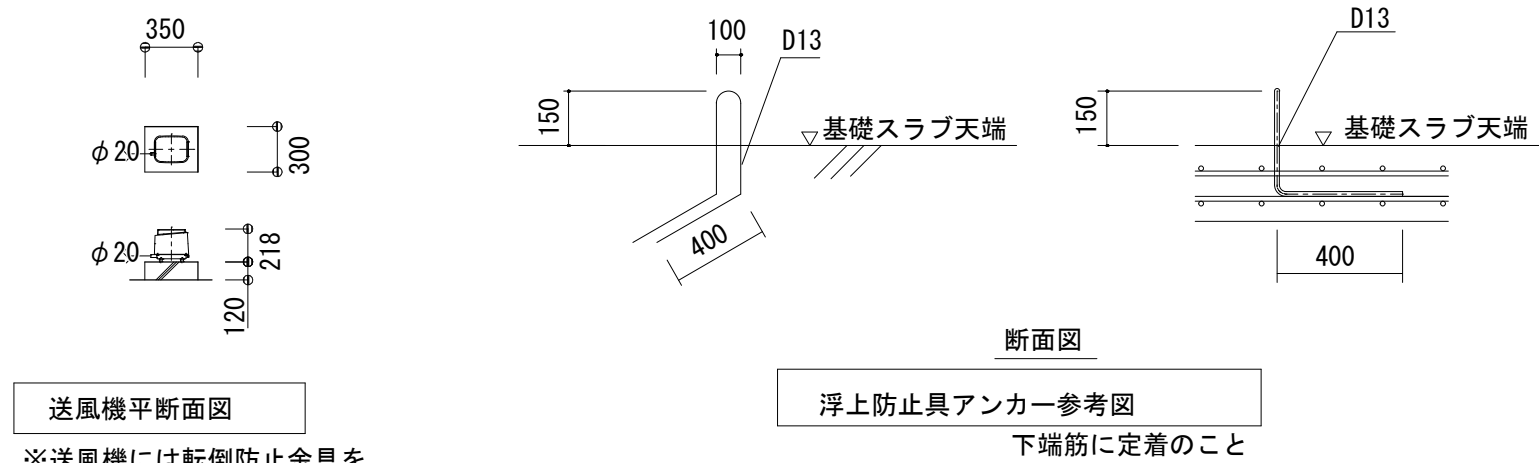 350
φ20
300
φ20
218
120
送風機平断面図
※送風機には転倒防止金具を
100
D13
150
基礎スラブ天端
400
D13
150
基礎スラブ天端
400
断面図
浮上防止具アンカー参考図
下端筋に定着のこと